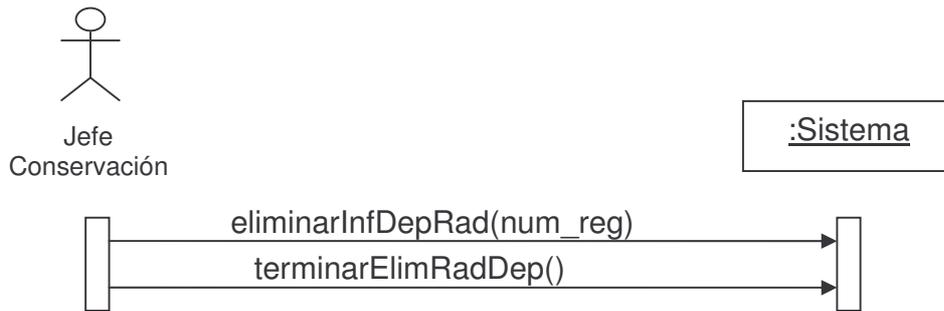 Jefe
Conservación
:Sistema
eliminarInfDepRad(num_reg)
terminarElimRadDep()